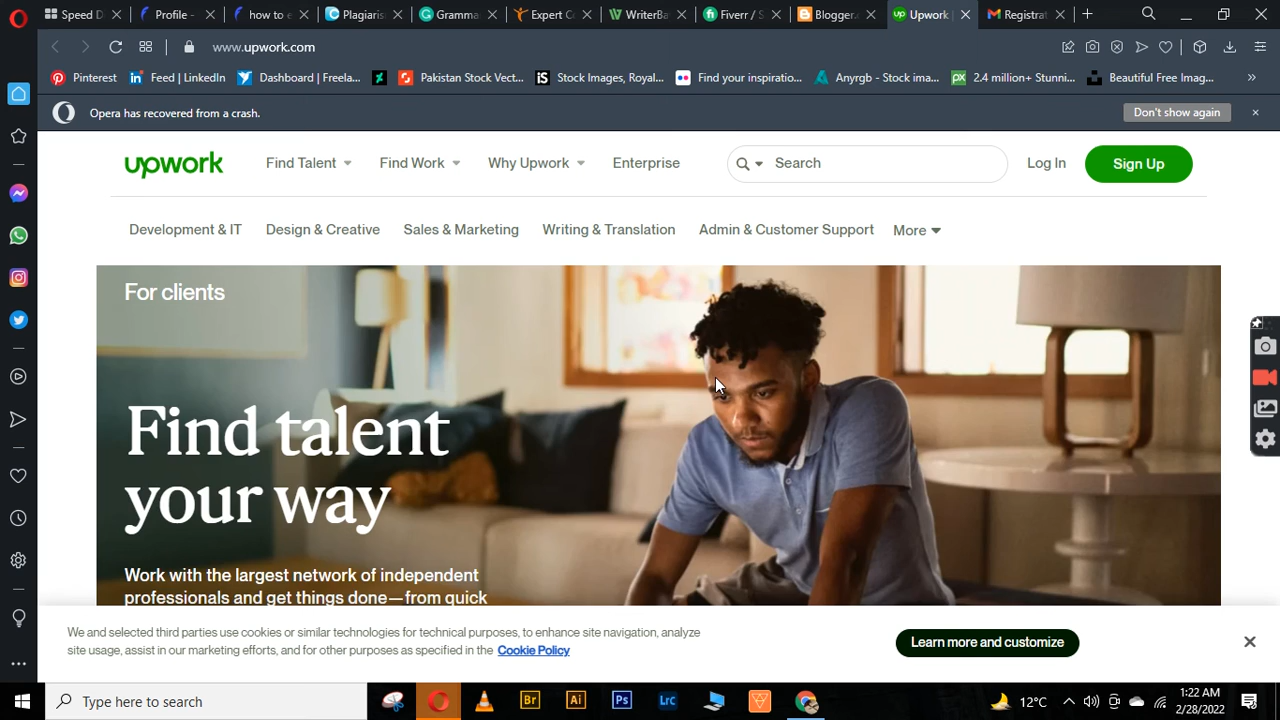 Speed D
Profile -
how to e
Plagiaris
Gramma
Expert C
WriterBa
Fiverr / S
Blogger.c
Upwork
Registrat
www.upwork.com
Pinterest
Feed | LinkedIn
Dashboard | Freela...
Pakistan Stock Vect...
Stock Images, Royal...
Find your inspiratio...
Anyrgb - Stock ima...
2.4 million+ Stunni...
Beautiful Free Imag...
Opera has recovered from a crash.
Don't show again
upwork
Find Talent
Find Work
Why Upwork
Enterprise
Search
Log In
Sign Up
Development & IT
Design & Creative
Sales & Marketing
Writing & Translation
Admin & Customer Support
More
For clients
Find talent
your way
Work with the largest network of independent
professionals and get things done—from quick
We and selected third parties use cookies or similar technologies for technical purposes, to enhance site navigation, analyze
site usage, assist in our marketing efforts, and for other purposes as specified in the Cookie Policy
Learn more and customize
Type here to search
Br
Ai
Ps
Lrc
12°C
1:22 AM
2/28/2022